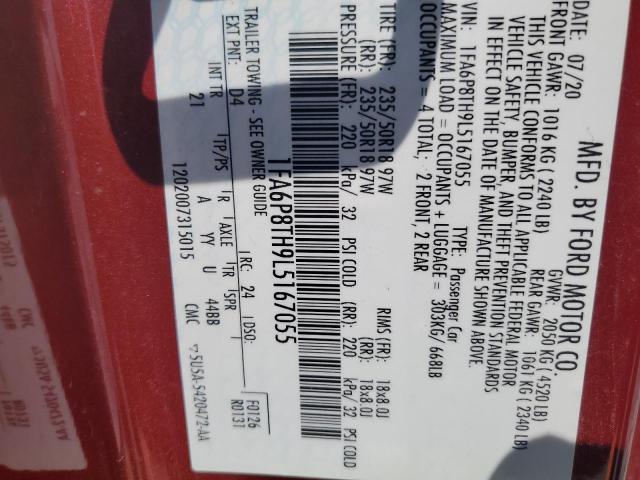 MFD. BY FORD MOTOR CO.
DATE: 07/20 GVWR: 2050 KG ( 4520 LB)
FRONT GAWR: 1016 KG ( 2240 LB) REAR GAWR: 1061 KG ( 2340 LB)
THIS VEHICLE CONFORMS TO ALL APPLICABLE FEDERAL MOTOR
VEHICLE SAFETY, BUMPER, AND THEFT PREVENTION STANDARDS
IN EFFECT ON THE DATE OF MANUFACTURE SHOWN ABOVE.
VIN: 1FA6P8TH9L5167055 TYPE: Passenger Car
MAXIMUM LOAD = OCCUPANTS + LUGGAGE = 303KG/ 668LB
OCCUPANTS = 4 TOTAL; 2 FRONT, 2 REAR
TIRE (FR): 235/50R18 97W RIMS (FR): 18x8.0J
(RR): 235/50R18 97W (RR): 18x8.0J
PRESSURE (FR): 220 kPa/ 32 PSI COLD (RR): 220 kPa/ 32 PSI COLD
1FA6P8TH9L5167055
TRAILER TOWING - SEE OWNER GUIDE
EXT PNT: D4 RC: 24 DSO: F0126
R0131
INT TR TP/PS R AXLE TR SPR
21 A YY U 44BB
1202007315015 CMC 5U5A-5420472-AA